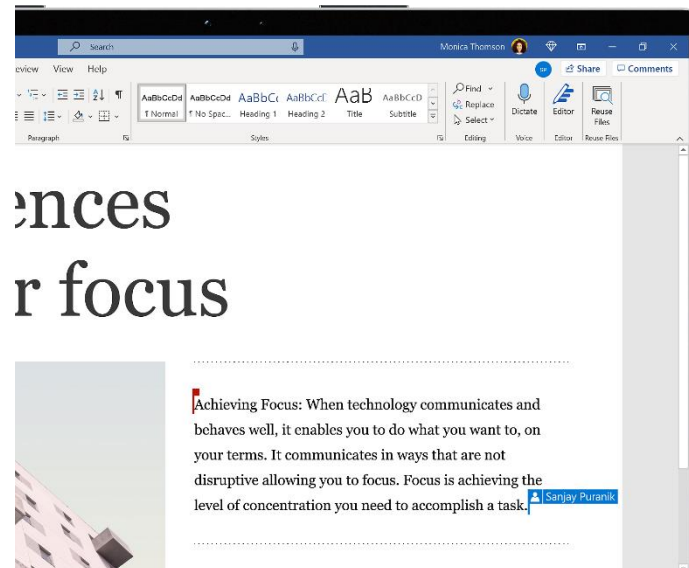 Search
Monica Thomson
eview View Help
Share Comments
AaBbCcDd AaBbCcDd AaBbCc AaBbCcC AaB AaBbCcD
¶ Normal ¶ No Spac... Heading 1 Heading 2 Title Subtitle
Find
Replace
Select
Dictate
Editor
Reuse
Files
Paragraph Styles Editing Voice Editor Reuse Files
ences
r focus
Achieving Focus: When technology communicates and
behaves well, it enables you to do what you want to, on
your terms. It communicates in ways that are not
disruptive allowing you to focus. Focus is achieving the
level of concentration you need to accomplish a task.
Sanjay Puranik